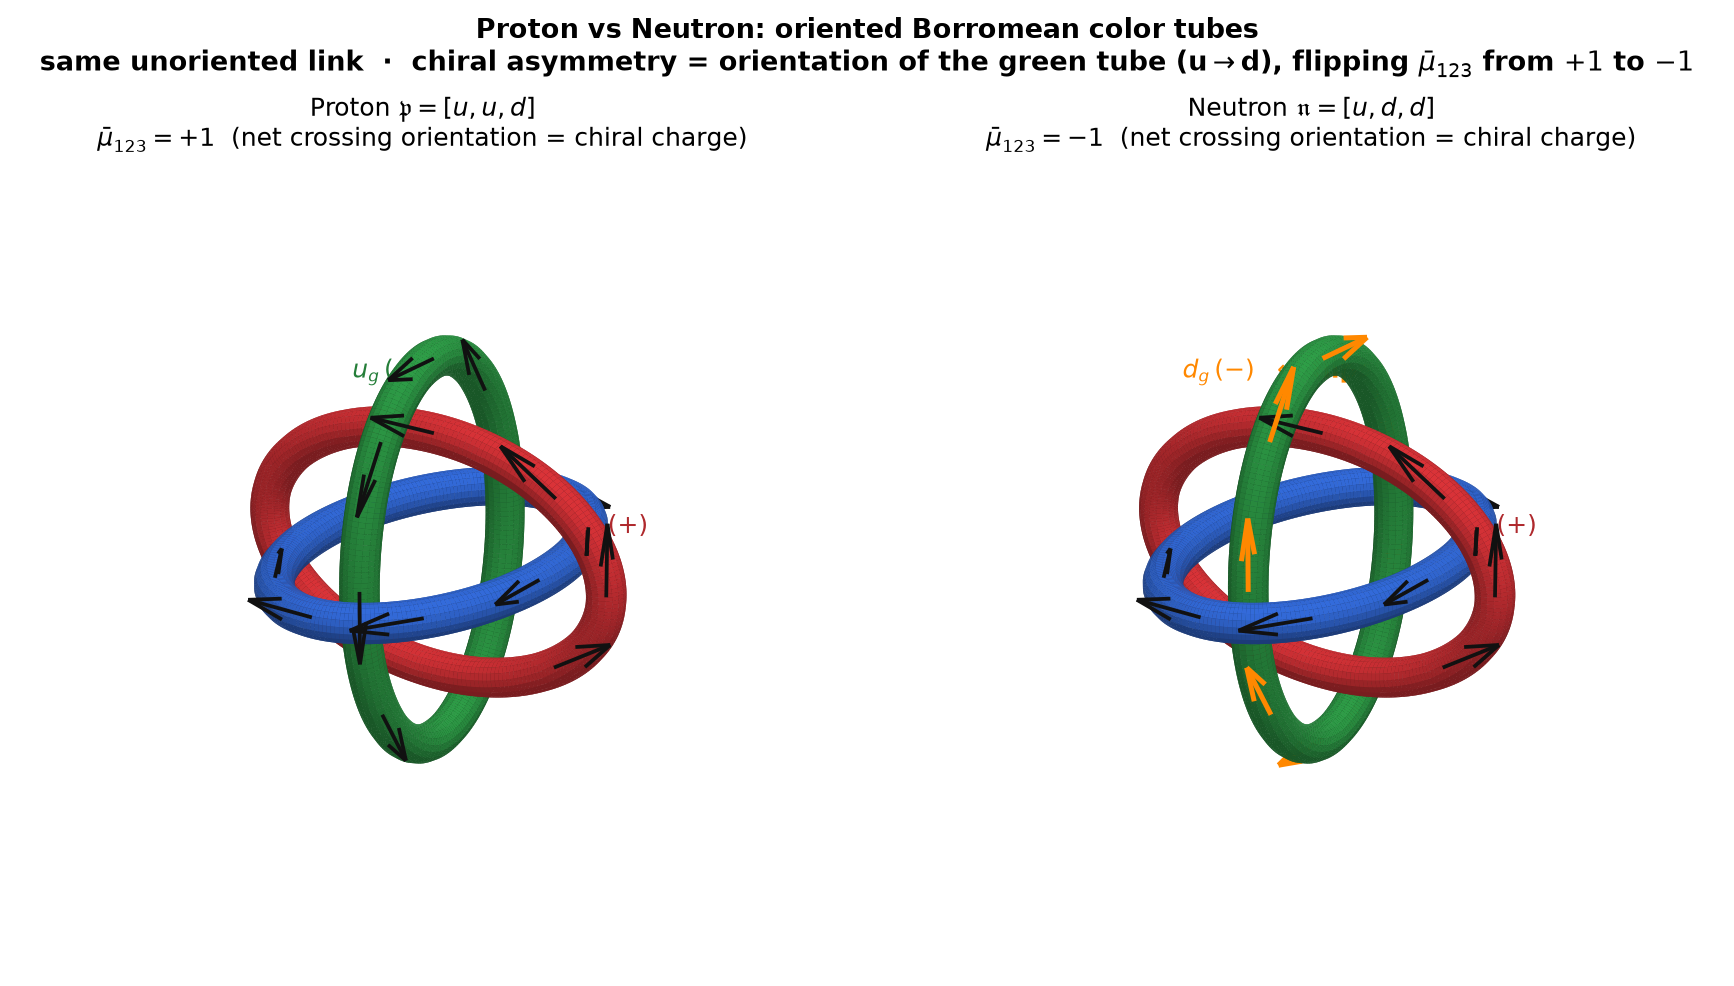 Proton vs Neutron: oriented Borromean color tubes
same unoriented link · chiral asymmetry = orientation of the green tube (u→d), flipping μ̄₁₂₃ from +1 to −1
Proton 𝔭 = [u, u, d]
μ̄₁₂₃ = +1 (net crossing orientation = chiral charge)
Neutron 𝔫 = [u, d, d]
μ̄₁₂₃ = −1 (net crossing orientation = chiral charge)
u_g (
(+)
d_g (−)
(+)